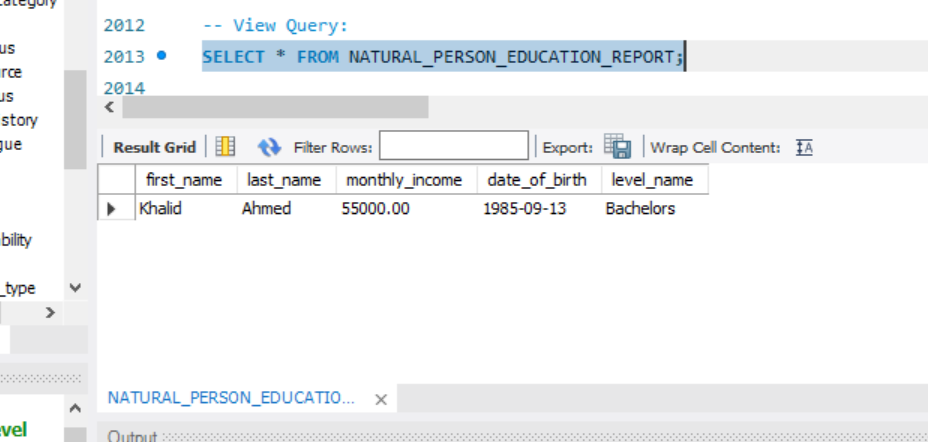 ategory
us
rce
us
story
gue
bility
_type
evel
2012 -- View Query:
2013 SELECT * FROM NATURAL_PERSON_EDUCATION_REPORT;
2014
Result Grid Filter Rows: Export: Wrap Cell Content:
first_name last_name monthly_income date_of_birth level_name
Khalid Ahmed 55000.00 1985-09-13 Bachelors
NATURAL_PERSON_EDUCATIO...
Output